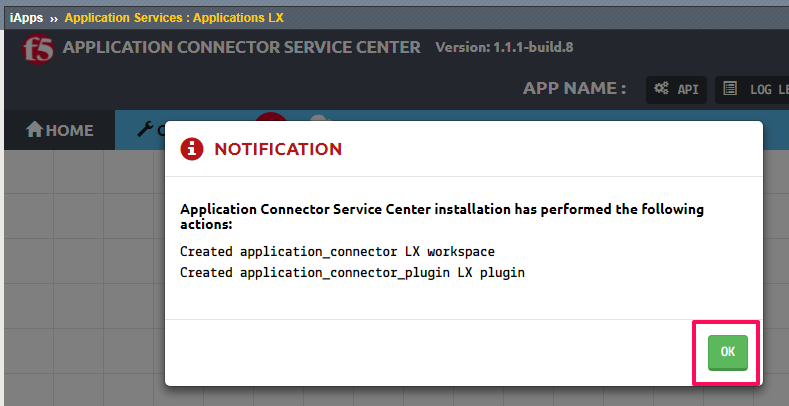 iApps ›› Application Services : Applications LX
f5 APPLICATION CONNECTOR SERVICE CENTER Version: 1.1.1-build.8
APP NAME :
API
LOG LE
HOME
NOTIFICATION
Application Connector Service Center installation has performed the following
actions:
Created application_connector LX workspace
Created application_connector_plugin LX plugin
OK